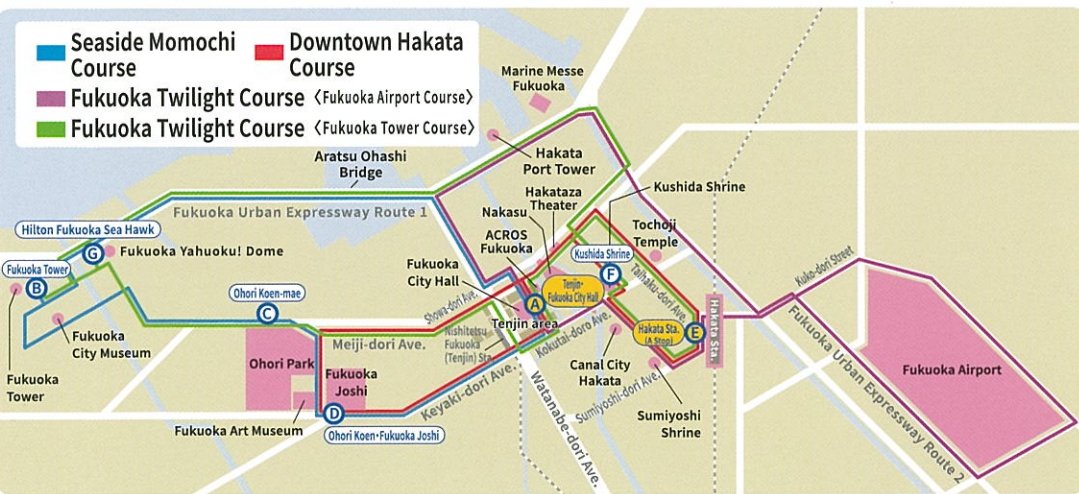 Seaside Momochi
Course
Downtown Hakata
Course
Fukuoka Twilight Course 〈Fukuoka Airport Course〉
Fukuoka Twilight Course 〈Fukuoka Tower Course〉
Marine Messe
Fukuoka
Aratsu Ohashi
Bridge
Hakata
Port Tower
Hakataza
Theater
Kushida Shrine
Fukuoka Urban Expressway Route 1
Nakasu
ACROS
Fukuoka
Tochoji
Temple
Hilton Fukuoka Sea Hawk
G
Fukuoka Yahuoku! Dome
Kushida Shrine
F
Fukuoka Tower
B
Fukuoka
City Hall
Tenjin・
Fukuoka City Hall
A
Taihaku-dori Ave.
Kuko-dori Street
Ohori Koen-mae
C
Showa-dori Ave.
Tenjin area
Hakata Sta.
(A Stop)
E
Hakata Sta.
Fukuoka
City Museum
Meiji-dori Ave.
Nishitetsu
Fukuoka
(Tenjin) Sta.
Kokutai-doro Ave.
Fukuoka
Tower
Ohori Park
Fukuoka
Joshi
Keyaki-dori Ave.
Canal City
Hakata
Sumiyoshi-dori Ave.
Fukuoka Airport
Fukuoka Urban Expressway Route 2
Watanabe-dori Ave.
Sumiyoshi
Shrine
Fukuoka Art Museum
D
Ohori Koen・Fukuoka Joshi